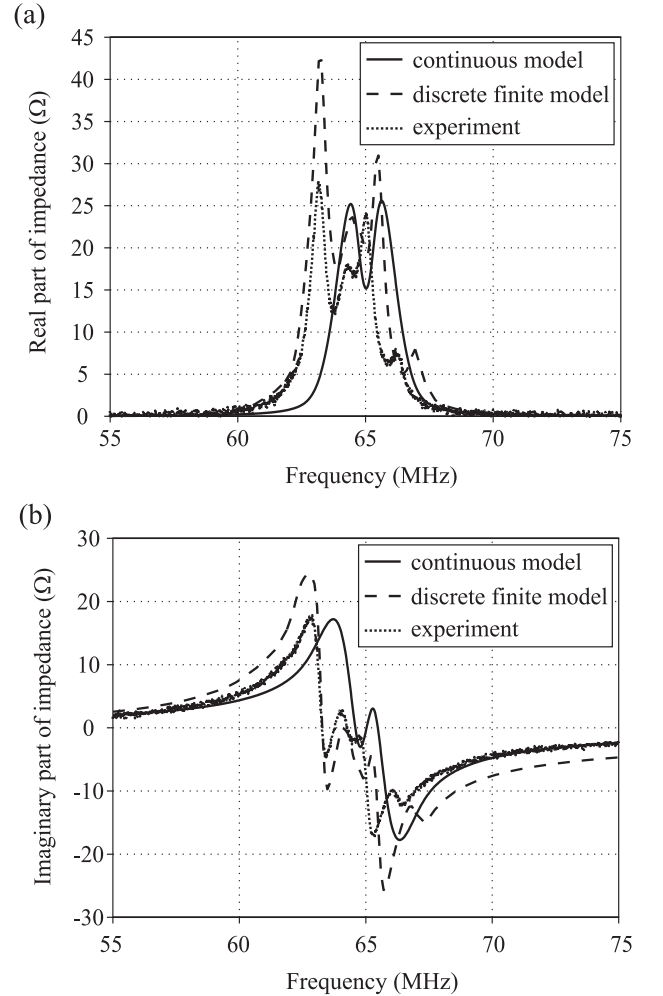 (a)
Real part of impedance (Ω)
45
40
35
30
25
20
15
10
5
0
continuous model
discrete finite model
experiment
55
60
65
70
75
Frequency (MHz)
(b)
Imaginary part of impedance (Ω)
30
20
10
0
-10
-20
-30
continuous model
discrete finite model
experiment
55
60
65
70
75
Frequency (MHz)